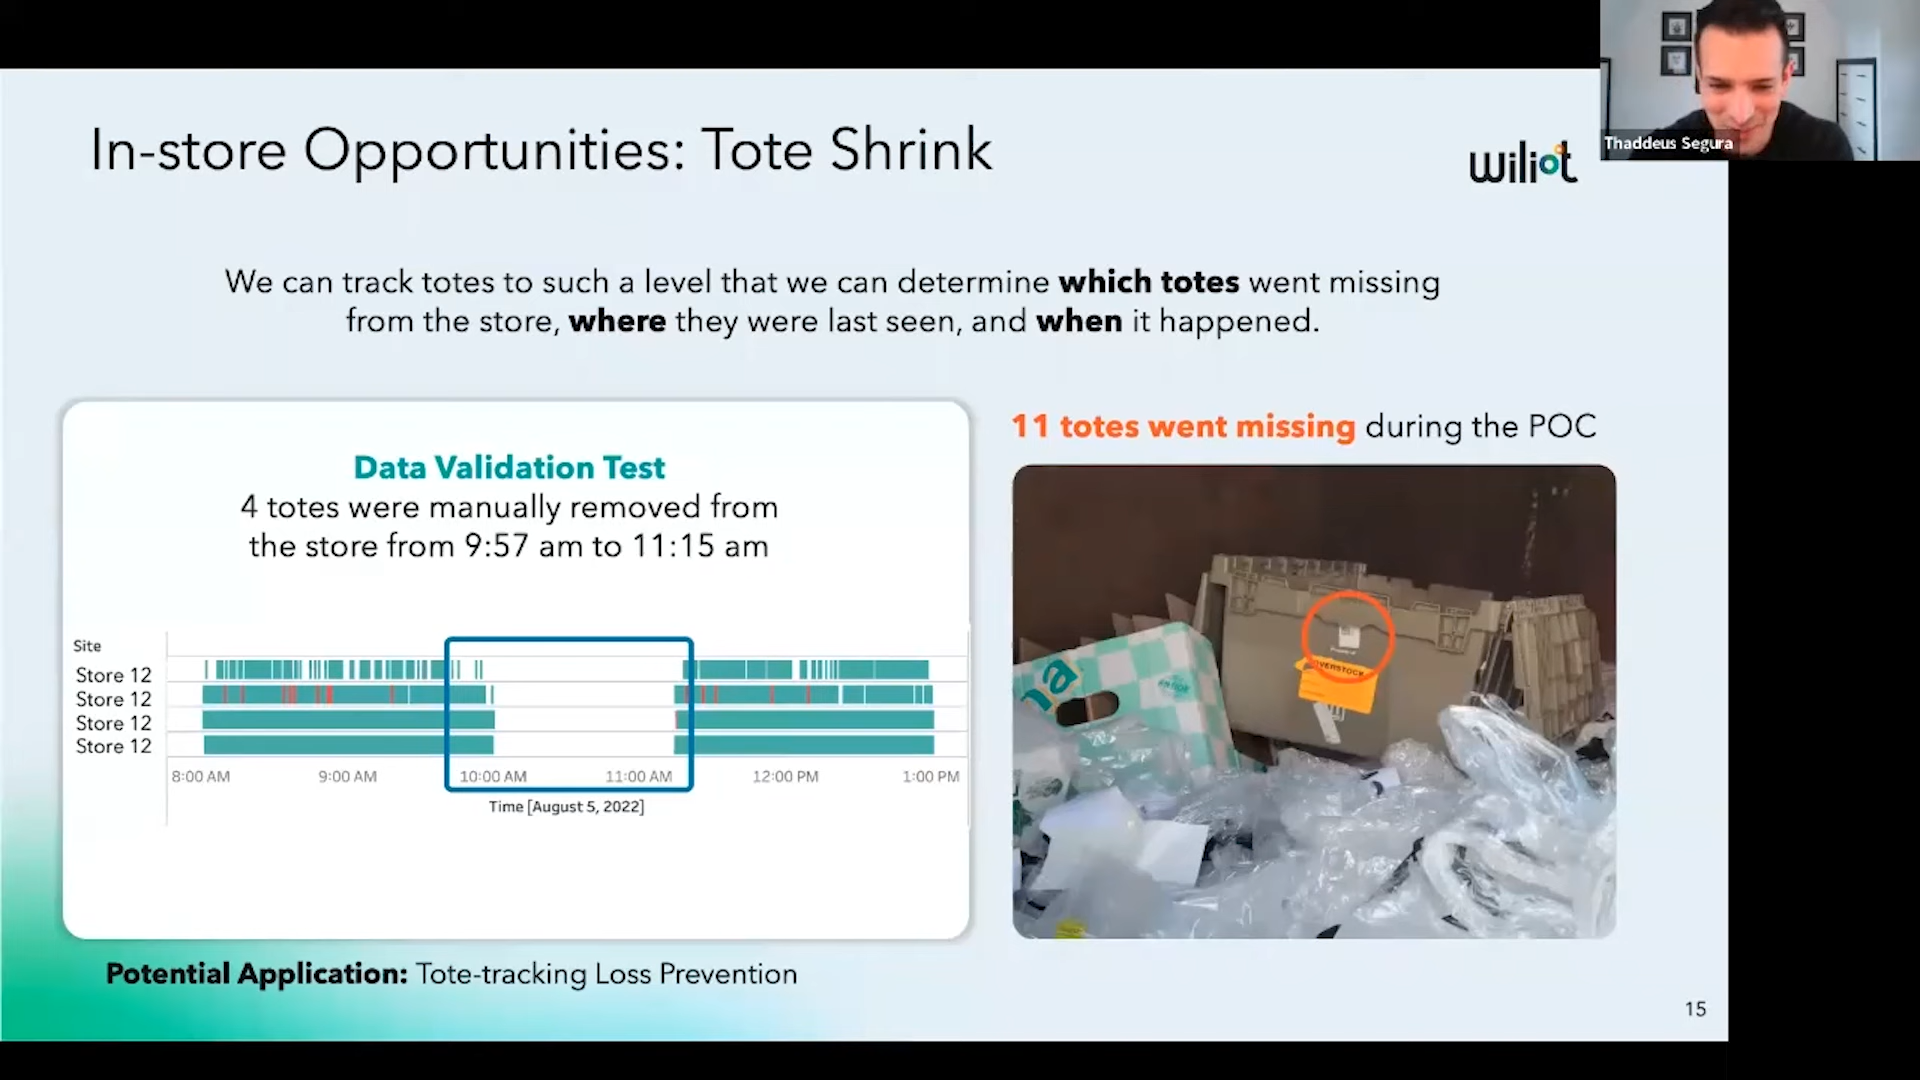 Thaddeus Segura
In-store Opportunities: Tote Shrink
wiliot
We can track totes to such a level that we can determine which totes went missing
from the store, where they were last seen, and when it happened.
Data Validation Test
4 totes were manually removed from
the store from 9:57 am to 11:15 am
Site
Store 12
Store 12
Store 12
Store 12
8:00 AM 9:00 AM 10:00 AM 11:00 AM 12:00 PM 1:00 PM
Time [August 5, 2022]
11 totes went missing during the POC
OVERSTOCK
Potential Application: Tote-tracking Loss Prevention
15